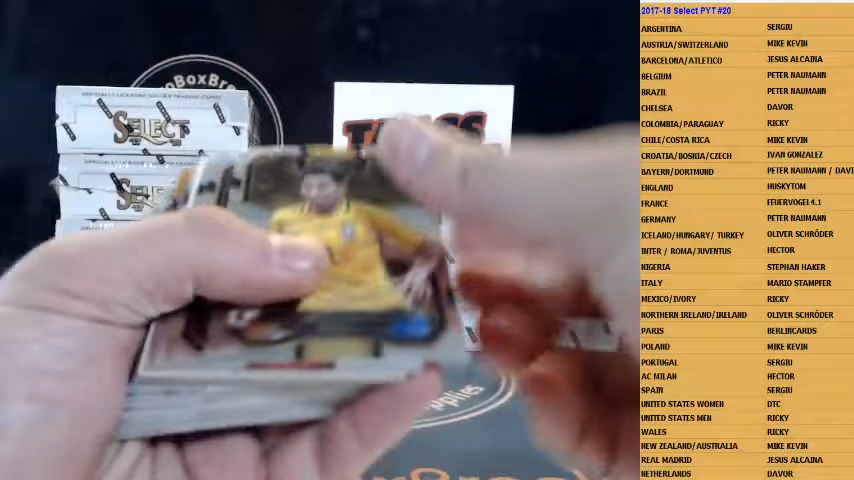 2017-18 Select PYT #20
ARGENTINA SERGIU
AUSTRIA/SWITZERLAND MIKE KEVIN
BARCELONA/ATLETICO JESUS ALCAINA
BELGIUM PETER NAUMANN
BRAZIL PETER NAUMANN
CHELSEA DAVOR
COLOMBIA/PARAGUAY RICKY
CHILE/COSTA RICA MIKE KEVIN
CROATIA/BOSNIA/CZECH IVAN GONZALEZ
BAYERN/DORTMUND PETER NAUMANN / DAVI
ENGLAND HUSKYTOM
FRANCE FEUERVOGEL4.1
GERMANY PETER NAUMANN
ICELAND/HUNGARY/ TURKEY OLIVER SCHRÖDER
INTER / ROMA/JUVENTUS HECTOR
NIGERIA STEPHAN HAKER
ITALY MARIO STAMPFER
MEXICO/IVORY RICKY
NORTHERN IRELAND/IRELAND OLIVER SCHRÖDER
PARIS BERLINCARDS
POLAND MIKE KEVIN
PORTUGAL SERGIU
AC MILAN HECTOR
SPAIN SERGIU
UNITED STATES WOMEN DTC
UNITED STATES MEN RICKY
WALES RICKY
NEW ZEALAND/AUSTRALIA MIKE KEVIN
REAL MADRID JESUS ALCAINA
NETHERLANDS DAVOR
oBoxBre
SELECT
SELE
pplies